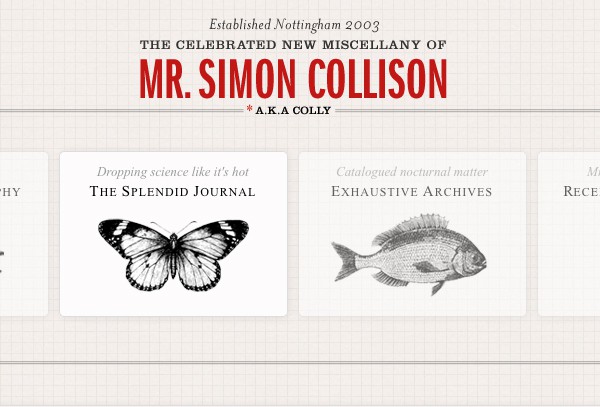 Established Nottingham 2003
THE CELEBRATED NEW MISCELLANY OF
MR. SIMON COLLISON
* A.K.A COLLY
Dropping science like it's hot
THE SPLENDID JOURNAL
Catalogued nocturnal matter
EXHAUSTIVE ARCHIVES